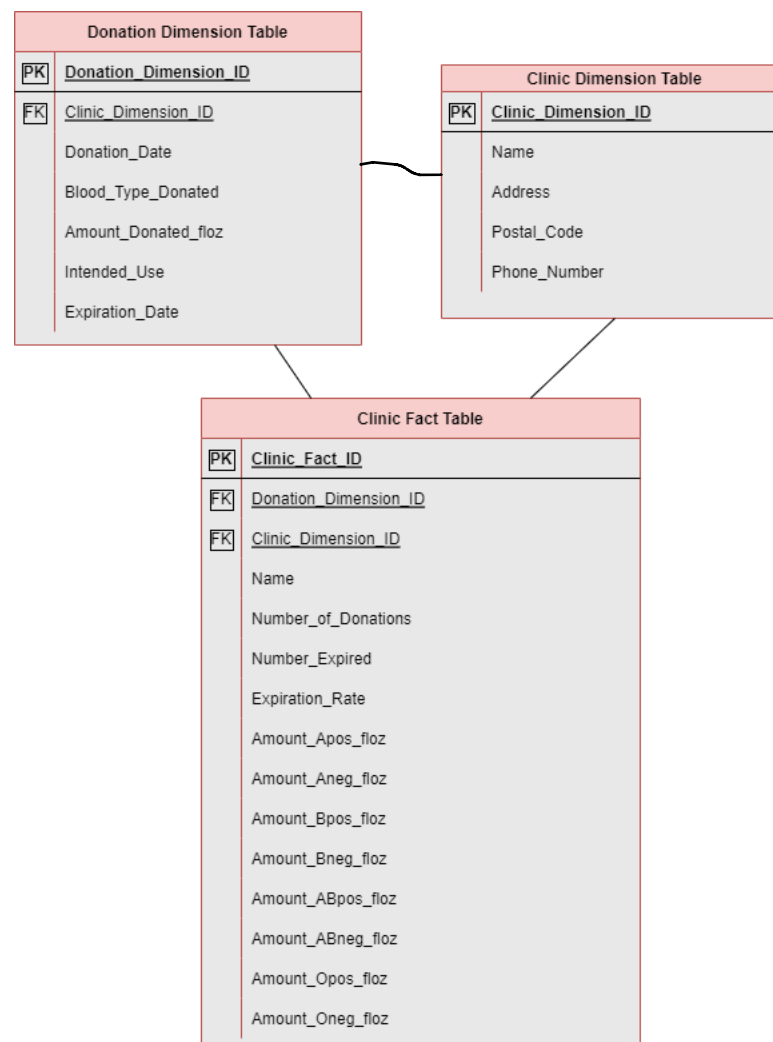 Donation Dimension Table
PK Donation_Dimension_ID
FK Clinic_Dimension_ID
Donation_Date
Blood_Type_Donated
Amount_Donated_floz
Intended_Use
Expiration_Date
Clinic Dimension Table
PK Clinic_Dimension_ID
Name
Address
Postal_Code
Phone_Number
Clinic Fact Table
PK Clinic_Fact_ID
FK Donation_Dimension_ID
FK Clinic_Dimension_ID
Name
Number_of_Donations
Number_Expired
Expiration_Rate
Amount_Apos_floz
Amount_Aneg_floz
Amount_Bpos_floz
Amount_Bneg_floz
Amount_ABpos_floz
Amount_ABneg_floz
Amount_Opos_floz
Amount_Oneg_floz